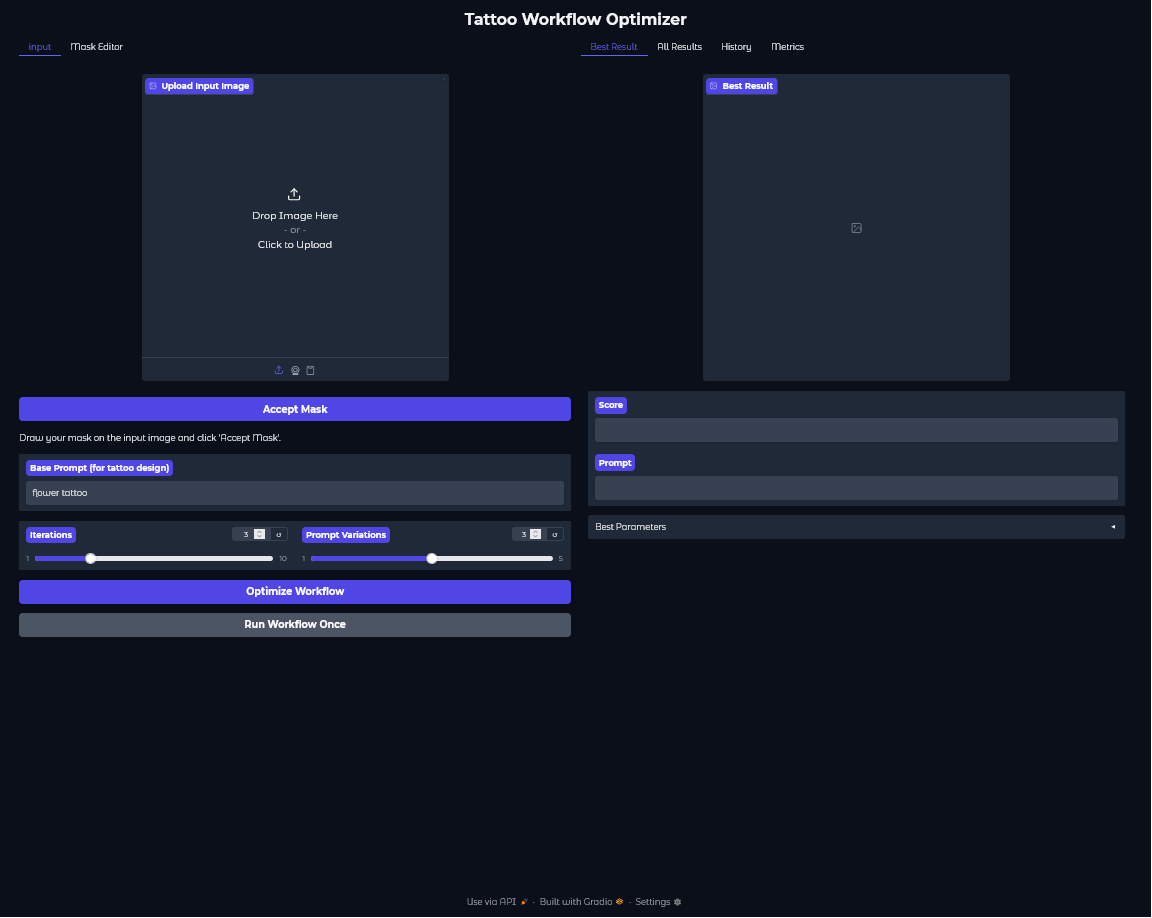 Tattoo Workflow Optimizer
Input
Mask Editor
Upload Input Image
Drop Image Here
- or -
Click to Upload
Accept Mask
Draw your mask on the input image and click 'Accept Mask'.
Base Prompt (for tattoo design)
flower tattoo
Iterations
3
↺
1
10
Prompt Variations
3
↺
1
5
Optimize Workflow
Run Workflow Once
Best Result
All Results
History
Metrics
Best Result
Score
Prompt
Best Parameters
Use via API · Built with Gradio · Settings